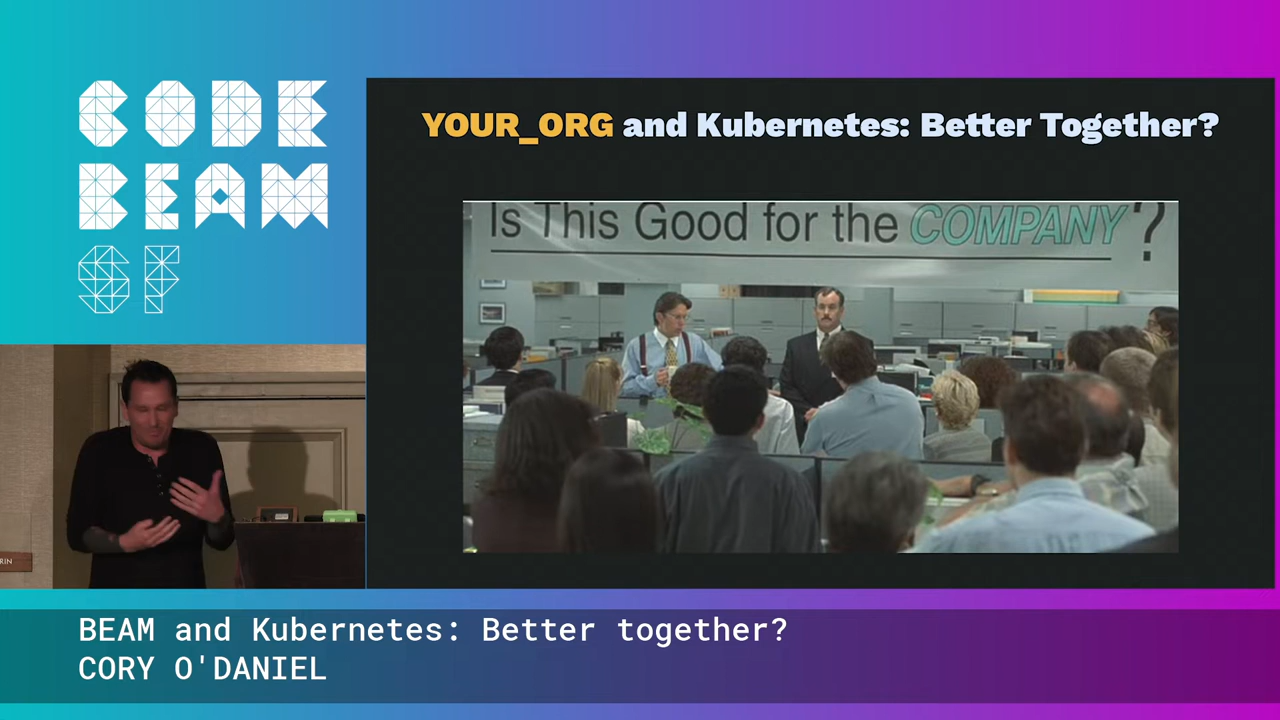 CODE
BEAM
SF
YOUR_ORG and Kubernetes: Better Together?
Is This Good for the COMPANY?
RIN
BEAM and Kubernetes: Better together?
CORY O'DANIEL